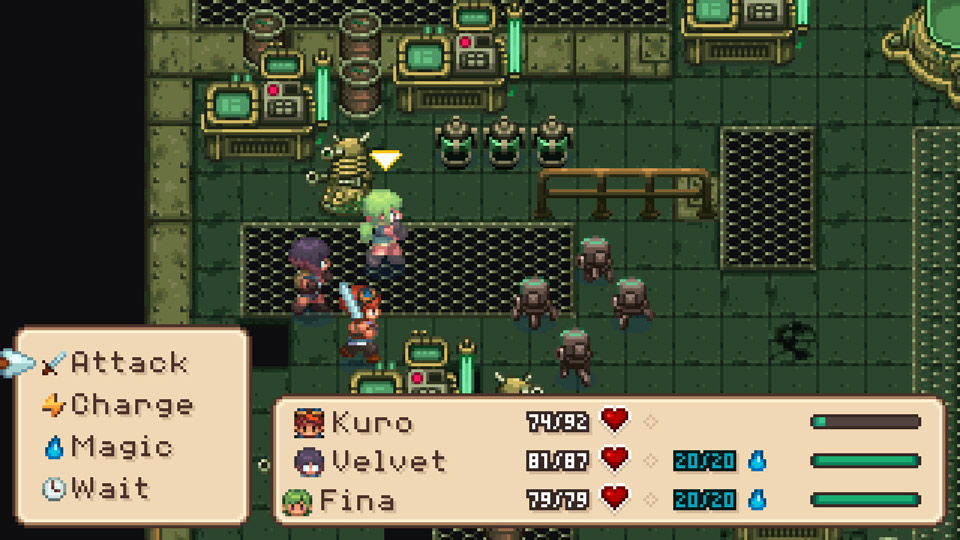 Attack
Charge
Magic
Wait
Kuro 74/92
Velvet 81/87 20/20
Fina 79/79 20/20